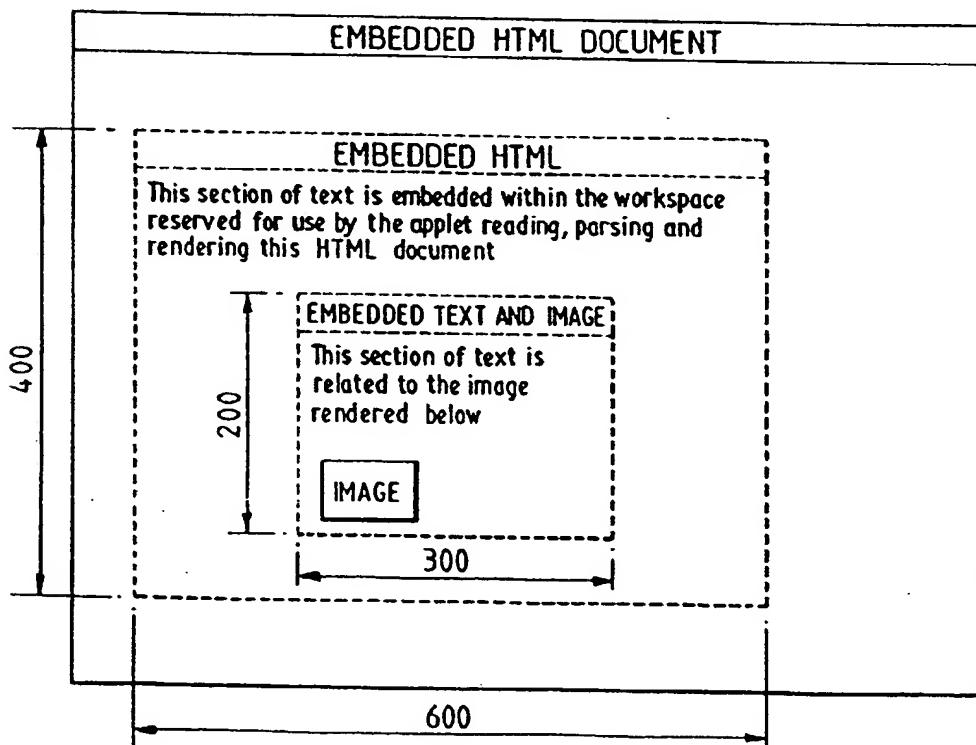 EMBEDDED HTML DOCUMENT
EMBEDDED HTML
This section of text is embedded within the workspace
reserved for use by the applet reading, parsing and
rendering this HTML document
EMBEDDED TEXT AND IMAGE
This section of text is
related to the image
rendered below
IMAGE
400
200
300
600